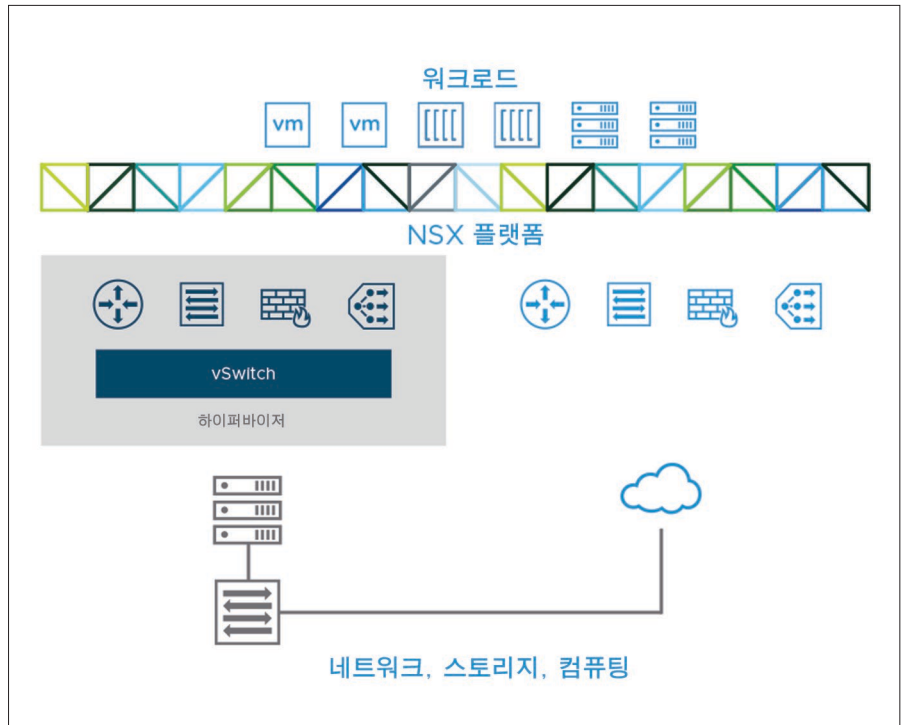 워크로드
vm vm
NSX 플랫폼
vSwitch
하이퍼바이저
네트워크, 스토리지, 컴퓨팅